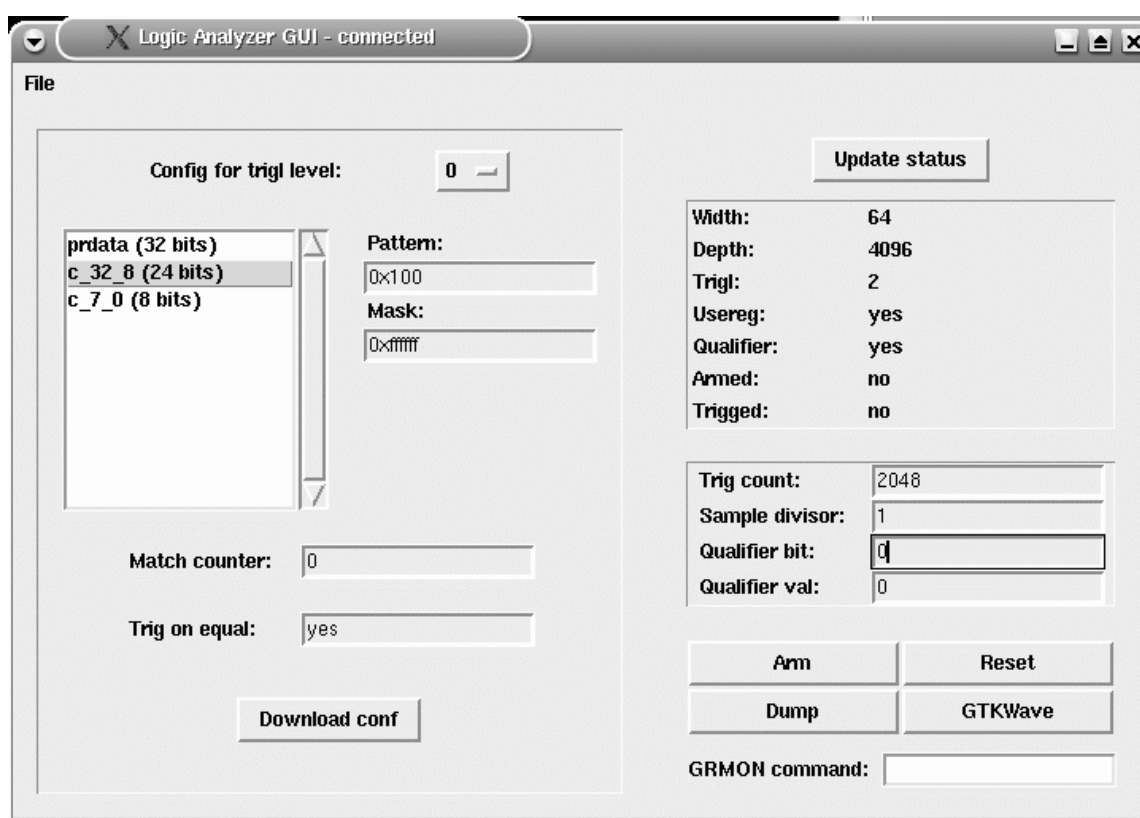 Logic Analyzer GUI - connected
File
Config for trigl level: 0
prdata (32 bits)
c_32_8 (24 bits)
c_7_0 (8 bits)
Pattern:
0x100
Mask:
0xffffff
Match counter: 0
Trig on equal: yes
Download conf
Update status
Width: 64
Depth: 4096
Trigl: 2
Usereg: yes
Qualifier: yes
Armed: no
Trigged: no
Trig count: 2048
Sample divisor: 1
Qualifier bit: 0
Qualifier val: 0
Arm Reset
Dump GTKWave
GRMON command: